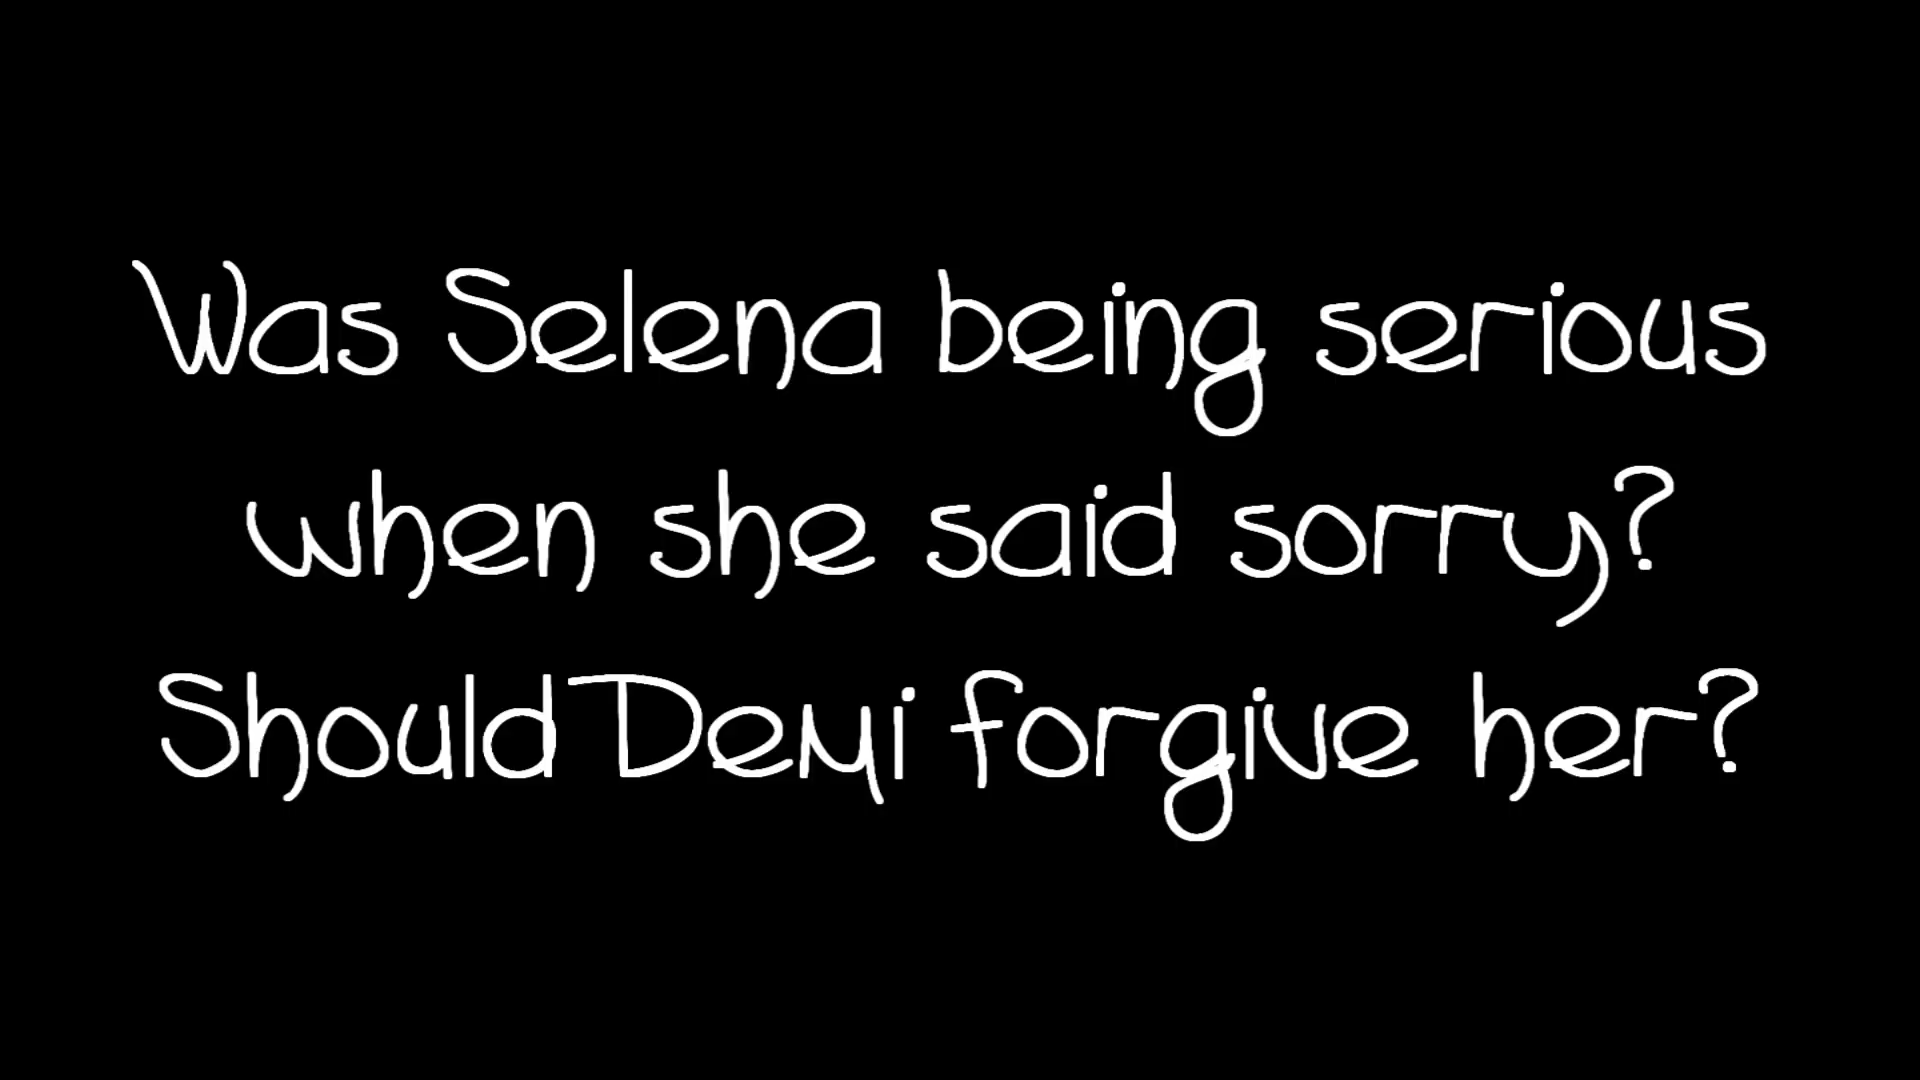 Was Selena being serious
when she said sorry?
Should Demi forgive her?